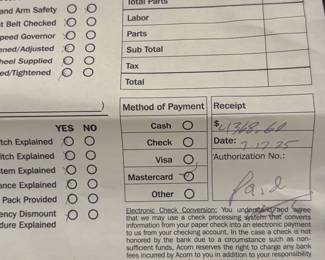 Total Parts
and Arm Safety
Labor
t Belt Checked
Parts
peed Governor
Sub Total
ened/Adjusted
heel Supplied
Tax
ed/Tightened
Total
)
Method of Payment
Receipt
YES NO
Cash
$4368.60
tch Explained
Check
Date: 7-17-25
itch Explained
Visa
Authorization No.:
tem Explained
Mastercard
ance Explained
Other
Paid
Pack Provided
ency Dismount
dure Explained
Electronic Check Conversion: You understand and agree
that we may use a check processing system that converts
information from your paper check into an electronic payment
to us from your checking account. In the case a check is not
honored by the bank due to a circumstance such as non-
sufficient funds, Acorn reserves the right to charge any bank
fees incurred by Acorn to you in addition to your responsibility